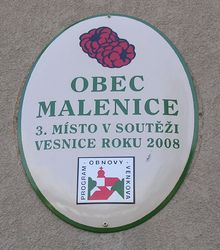 OBEC
MALENICE
3. MÍSTO V SOUTĚŽI
VESNICE ROKU 2008
PROGRAM
OBNOVY
VENKOVA